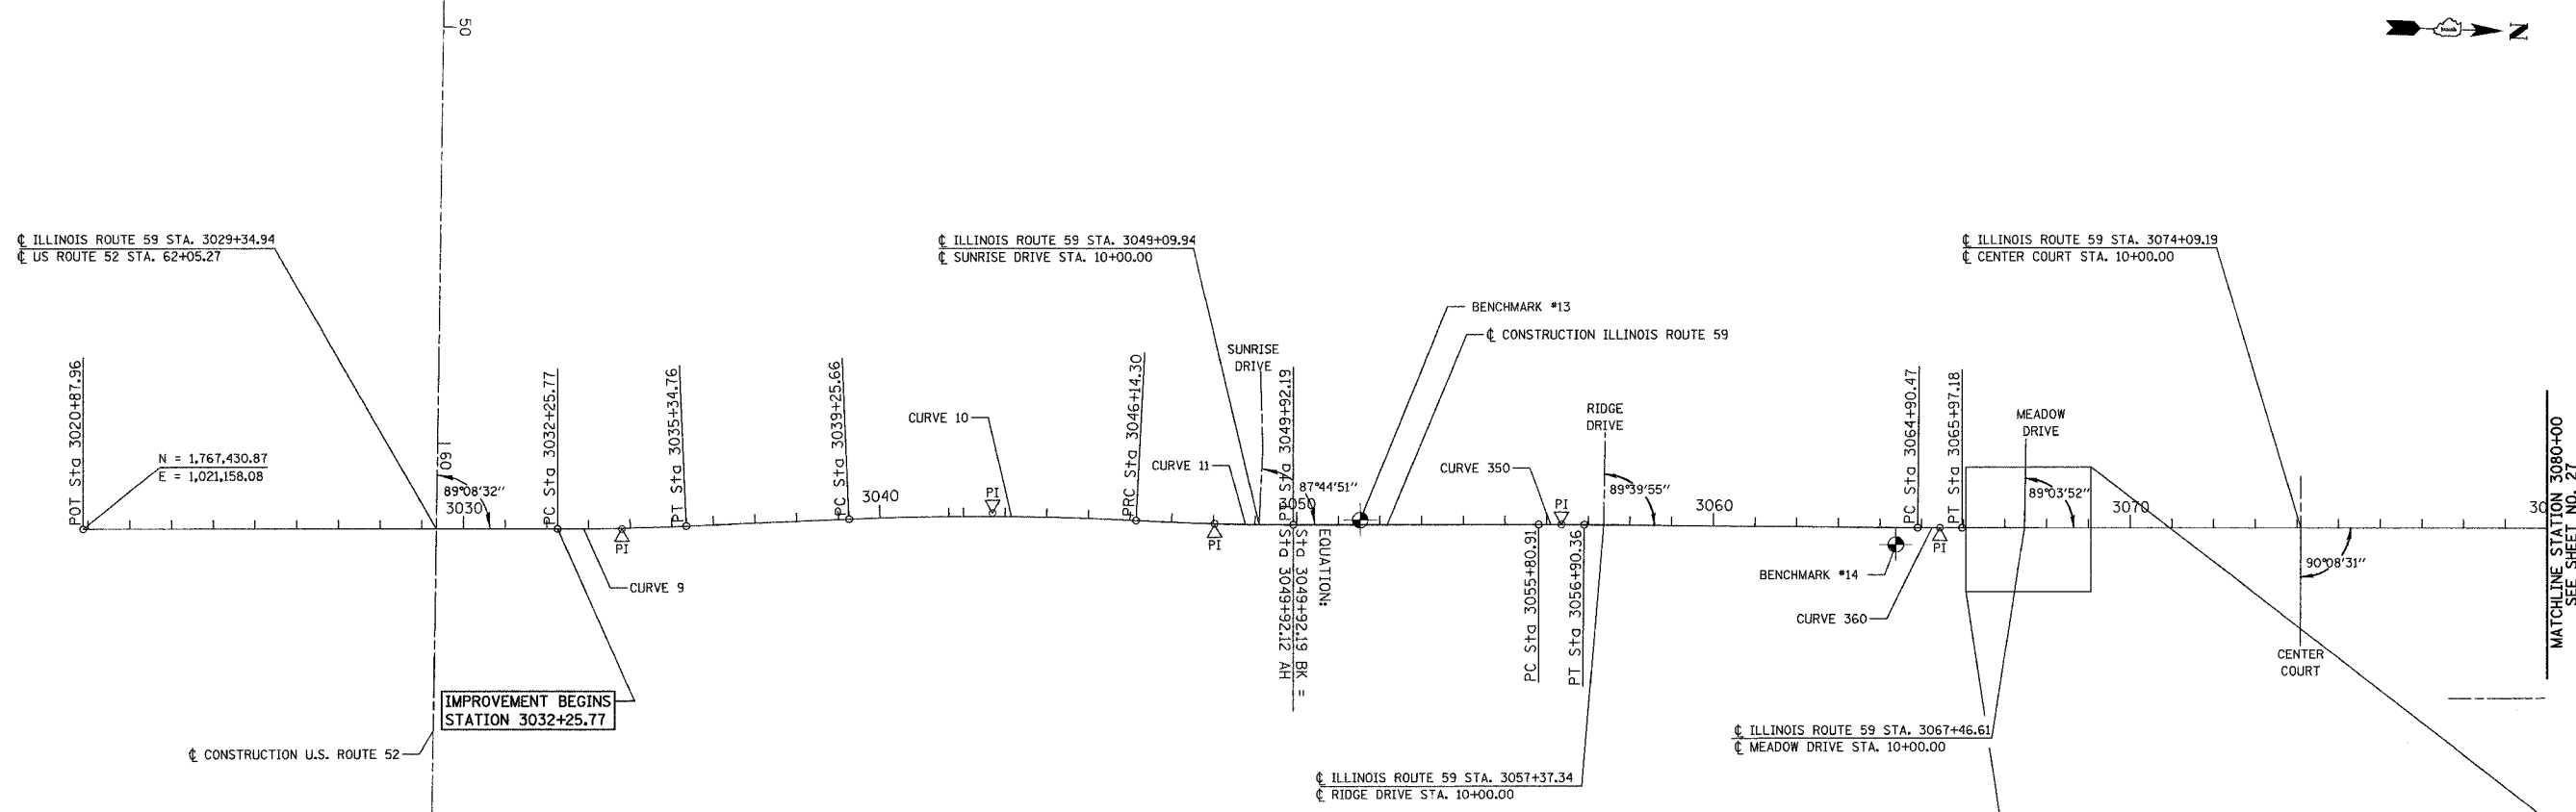 50
N
℄ ILLINOIS ROUTE 59 STA. 3029+34.94
℄ US ROUTE 52 STA. 62+05.27
℄ ILLINOIS ROUTE 59 STA. 3049+09.94
℄ SUNRISE DRIVE STA. 10+00.00
℄ ILLINOIS ROUTE 59 STA. 3074+09.19
℄ CENTER COURT STA. 10+00.00
BENCHMARK #13
℄ CONSTRUCTION ILLINOIS ROUTE 59
POT Sta 3020+87.96
N = 1,767,430.87
E = 1,021,158.08
60
89°08'32"
3030
PC Sta 3032+25.77
PI
CURVE 9
PT Sta 3035+34.76
PC Sta 3039+25.66
3040
CURVE 10
PI
PRC Sta 3046+14.30
CURVE 11
PI
SUNRISE
DRIVE
PT Sta 3049+92.19
87°44'51"
3050
EQUATION:
Sta 3049+92.19 BK =
Sta 3049+92.12 AH
CURVE 350
PI
PC Sta 3055+80.91
PT Sta 3056+90.36
RIDGE
DRIVE
89°39'55"
3060
BENCHMARK #14
PC Sta 3064+90.47
PT Sta 3065+97.18
PI
CURVE 360
MEADOW
DRIVE
89°03'52"
3070
90°08'31"
CENTER
COURT
30
MATCHLINE STATION 3080+00
SEE SHEET NO. 27
IMPROVEMENT BEGINS
STATION 3032+25.77
℄ CONSTRUCTION U.S. ROUTE 52
℄ ILLINOIS ROUTE 59 STA. 3067+46.61
℄ MEADOW DRIVE STA. 10+00.00
℄ ILLINOIS ROUTE 59 STA. 3057+37.34
℄ RIDGE DRIVE STA. 10+00.00